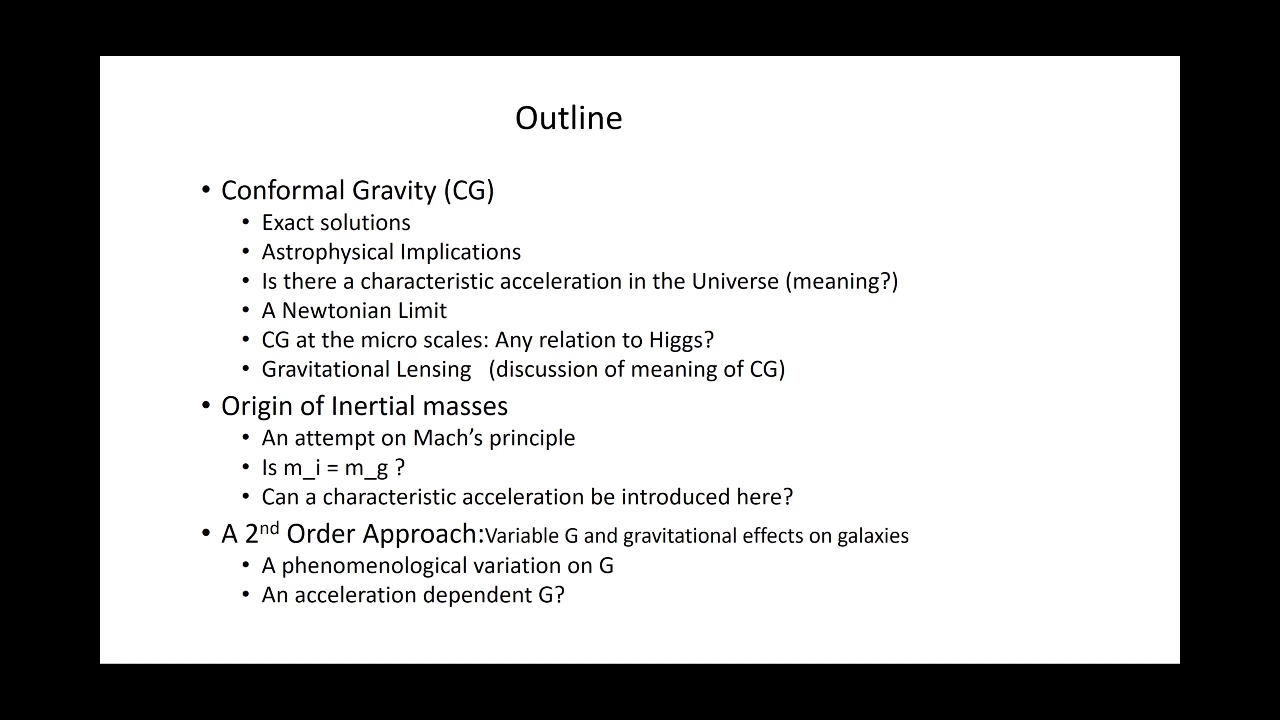 Outline
• Conformal Gravity (CG)
• Exact solutions
• Astrophysical Implications
• Is there a characteristic acceleration in the Universe (meaning?)
• A Newtonian Limit
• CG at the micro scales: Any relation to Higgs?
• Gravitational Lensing (discussion of meaning of CG)
• Origin of Inertial masses
• An attempt on Mach’s principle
• Is m_i = m_g ?
• Can a characteristic acceleration be introduced here?
• A 2nd Order Approach:Variable G and gravitational effects on galaxies
• A phenomenological variation on G
• An acceleration dependent G?